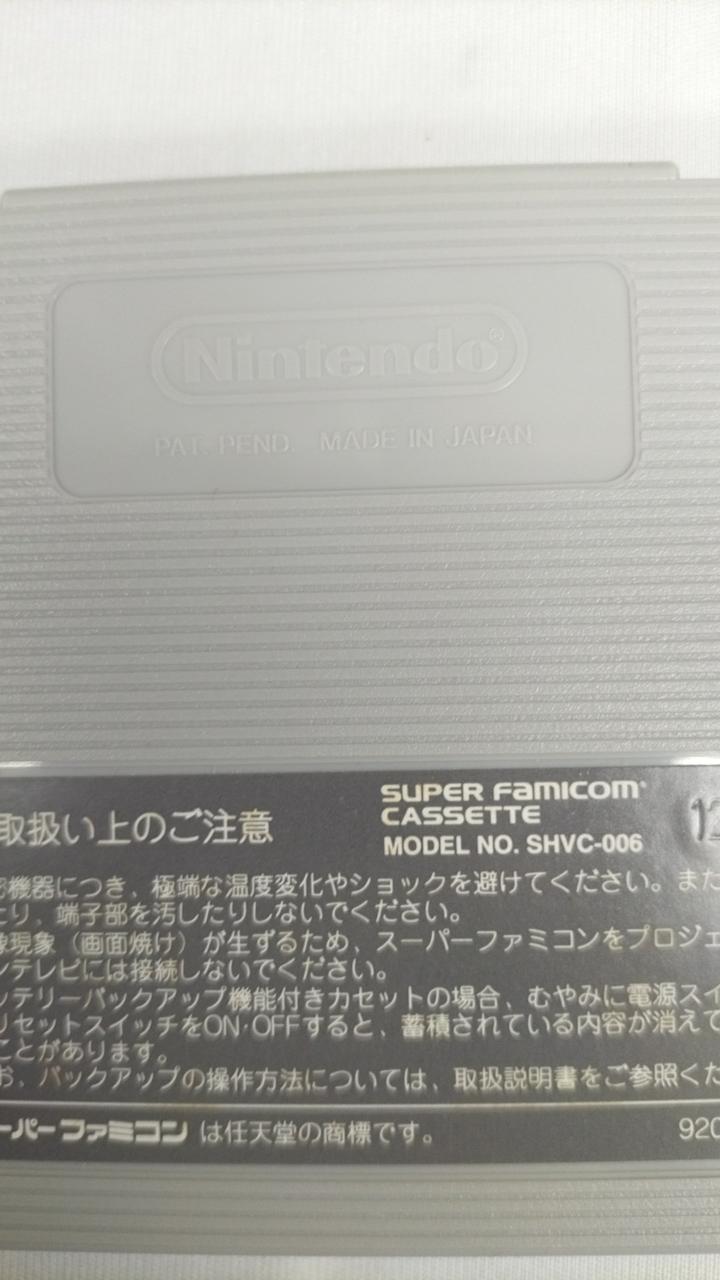 Nintendo®
PAT. PEND. MADE IN JAPAN
取扱い上のご注意
SUPER FAMICOM
CASSETTE
MODEL NO. SHVC-006
12
機器につき、極端な温度変化やショックを避けてください。また
たり、端子部を汚したりしないでください。
像現象（画面焼け）が生ずるため、スーパーファミコンをプロジェ
ンテレビには接続しないでください。
ッテリーバックアップ機能付きカセットの場合、むやみに電源スイ
リセットスイッチをON·OFFすると、蓄積されている内容が消えて
ことがあります。
お、バックアップの操作方法については、取扱説明書をご参照くだ
ーパーファミコン は任天堂の商標です。
920